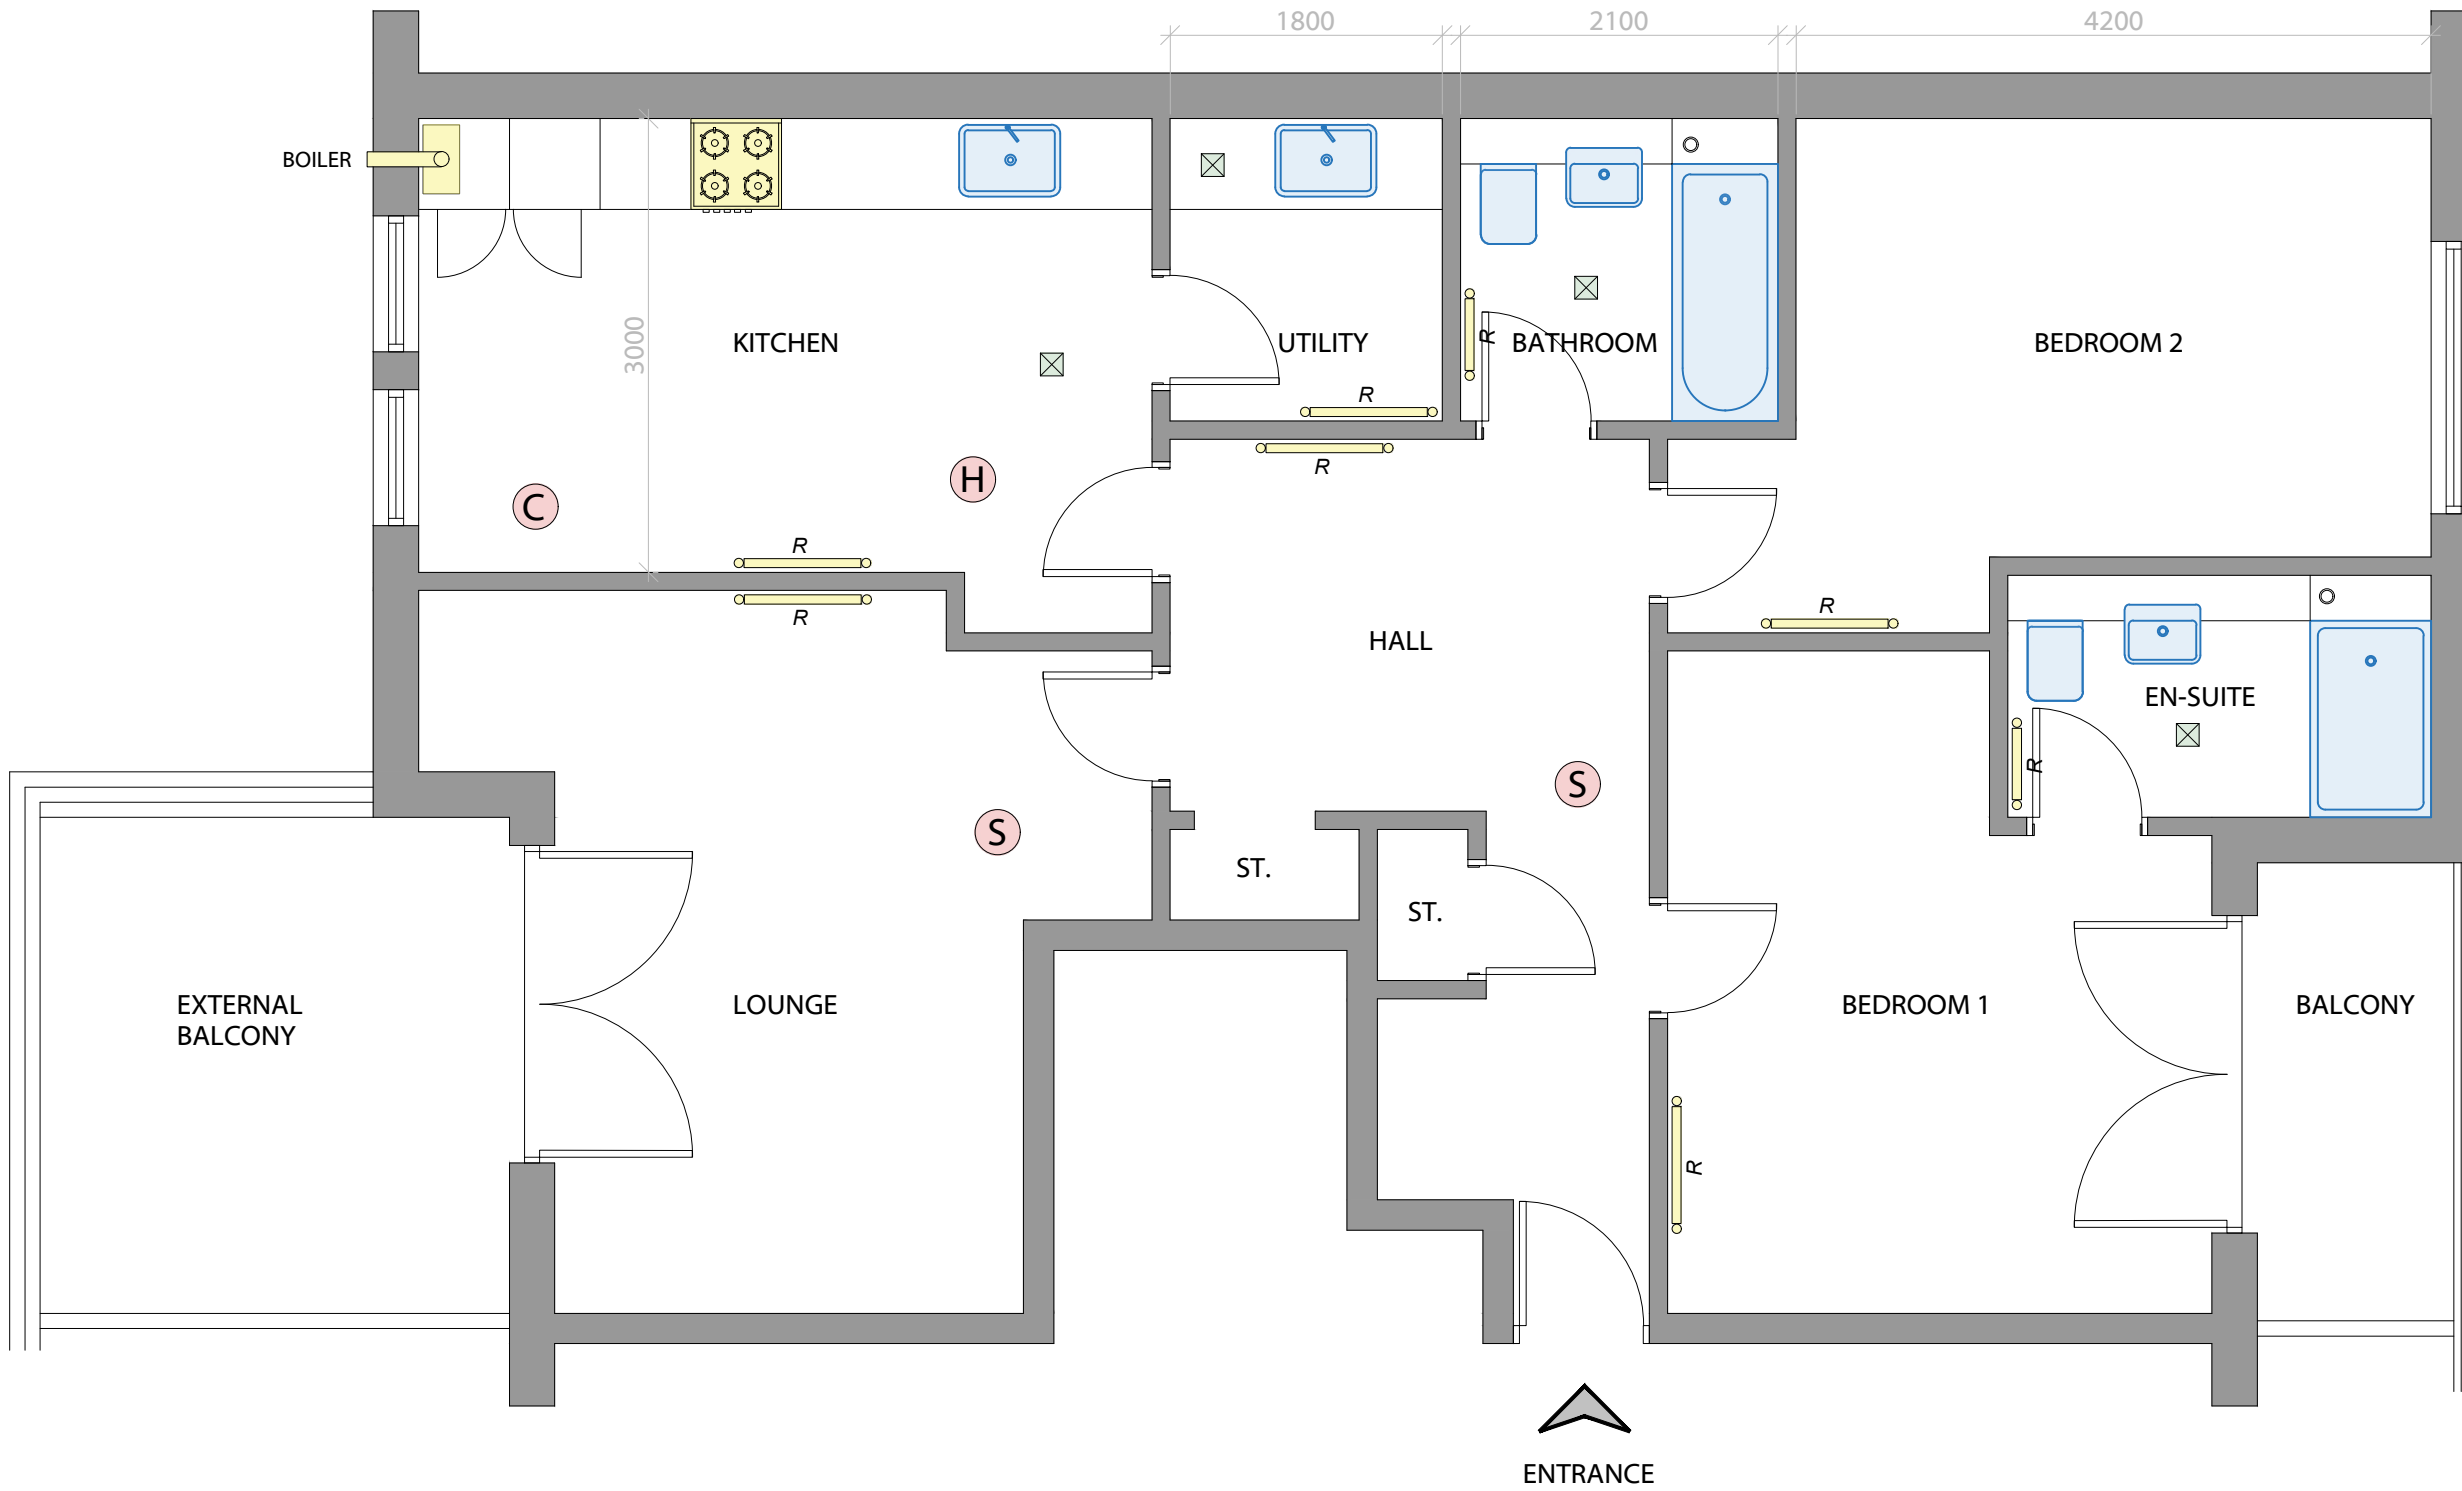 1800
2100
4200
BOILER
3000
KITCHEN
UTILITY
R
BATHROOM
BEDROOM 2
R
R
H
C
R
R
R
HALL
EN-SUITE
R
S
S
ST.
ST.
EXTERNAL
BALCONY
LOUNGE
BEDROOM 1
BALCONY
R
ENTRANCE